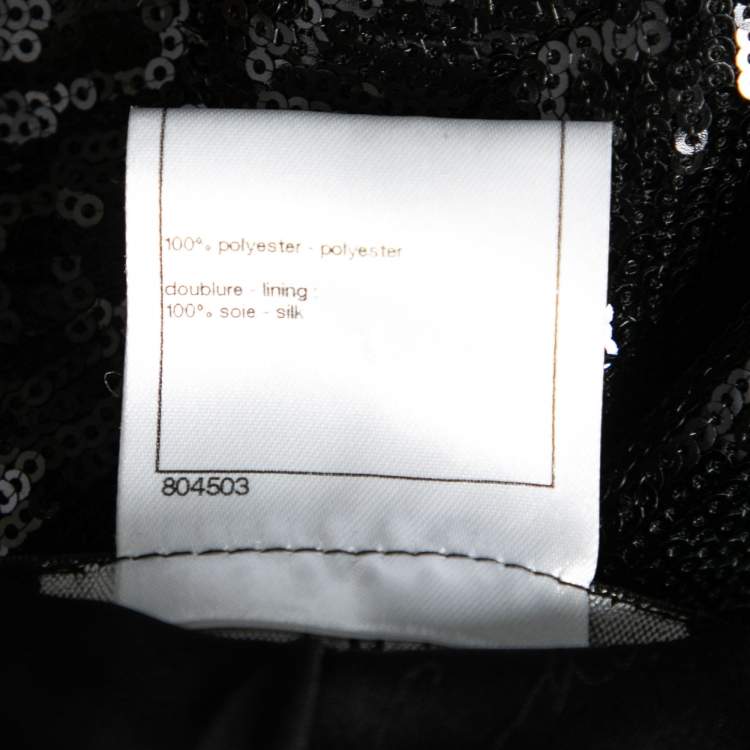 100% polyester - polyester
doublure - lining :
100% soie - silk
804503